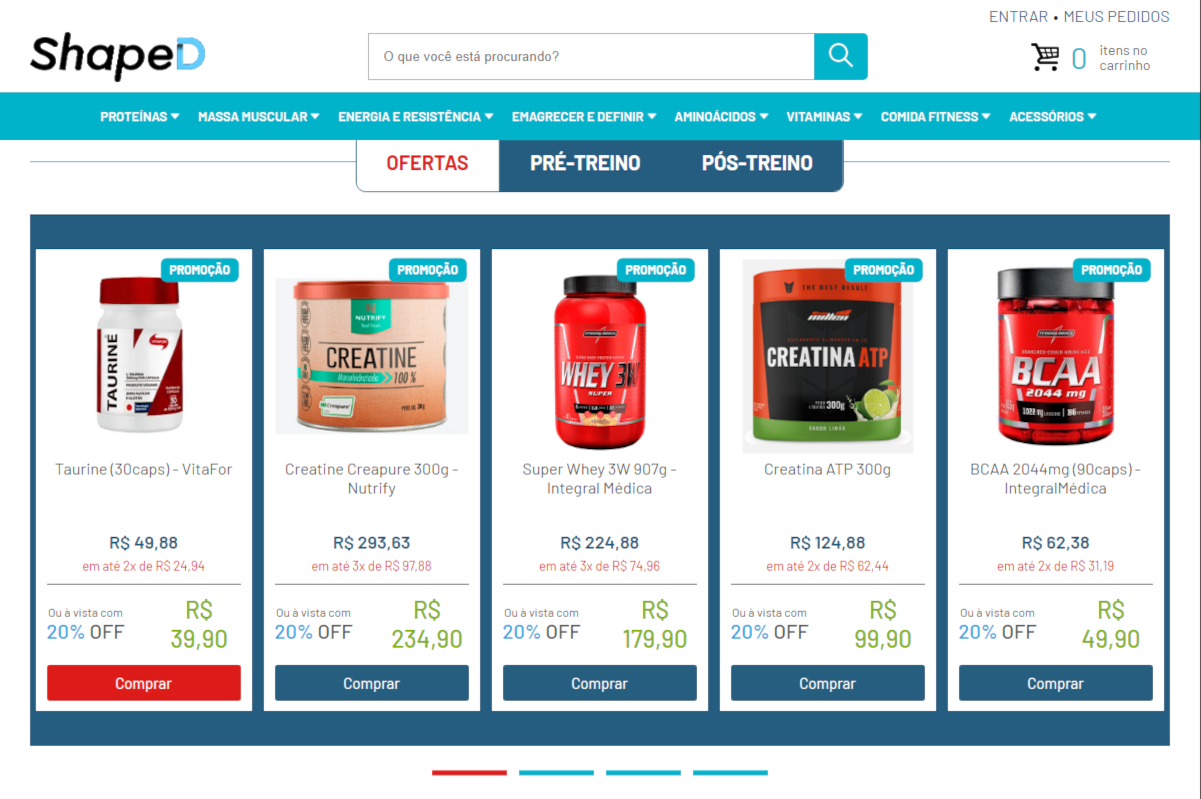 ENTRAR • MEUS PEDIDOS
ShapeD
O que você está procurando?
0 itens no
carrinho
PROTEÍNAS MASSA MUSCULAR ENERGIA E RESISTÊNCIA EMAGRECER E DEFINIR AMINOÁCIDOS VITAMINAS COMIDA FITNESS ACESSÓRIOS
OFERTAS PRÉ-TREINO PÓS-TREINO
PROMOÇÃO
TAURINE
Taurine (30caps) - VitaFor
R$ 49,88
em até 2x de R$ 24,94
Ou à vista com
20% OFF
R$
39,90
Comprar
PROMOÇÃO
NUTRIFY
CREATINE
Monohidratada
100 %
Creapure
Creatine Creapure 300g -
Nutrify
R$ 293,63
em até 3x de R$ 97,88
Ou à vista com
20% OFF
R$
234,90
Comprar
PROMOÇÃO
WHEY 3W
SUPER
Super Whey 3W 907g -
Integral Médica
R$ 224,88
em até 3x de R$ 74,96
Ou à vista com
20% OFF
R$
179,90
Comprar
PROMOÇÃO
THE BEST RESULT
millen
CREATINA ATP
300g
SABOR LIMÃO
Creatina ATP 300g
R$ 124,88
em até 2x de R$ 62,44
Ou à vista com
20% OFF
R$
99,90
Comprar
PROMOÇÃO
BCAA
2044 mg
BCAA 2044mg (90caps) -
IntegralMédica
R$ 62,38
em até 2x de R$ 31,19
Ou à vista com
20% OFF
R$
49,90
Comprar